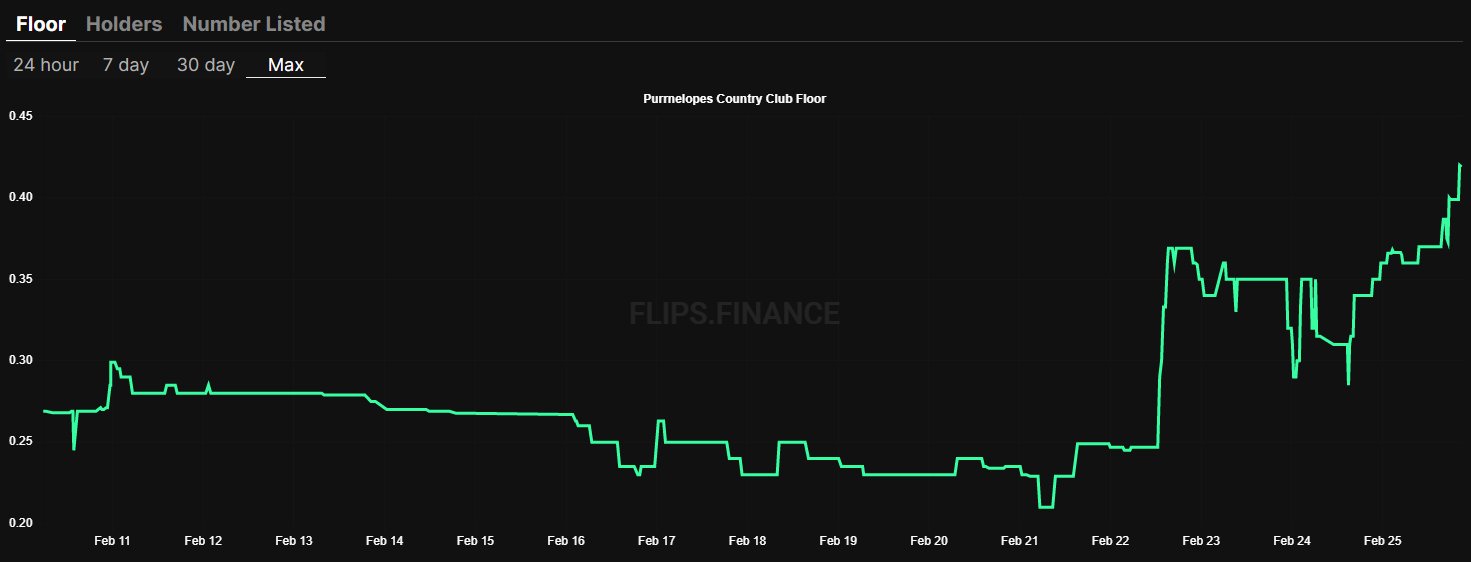 Floor Holders Number Listed
24 hour 7 day 30 day Max
Purrnelopes Country Club Floor
0.45
0.40
0.35
FLIPS.FINANCE
0.30
0.25
0.20
Feb 11 Feb 12 Feb 13 Feb 14 Feb 15 Feb 16 Feb 17 Feb 18 Feb 19 Feb 20 Feb 21 Feb 22 Feb 23 Feb 24 Feb 25